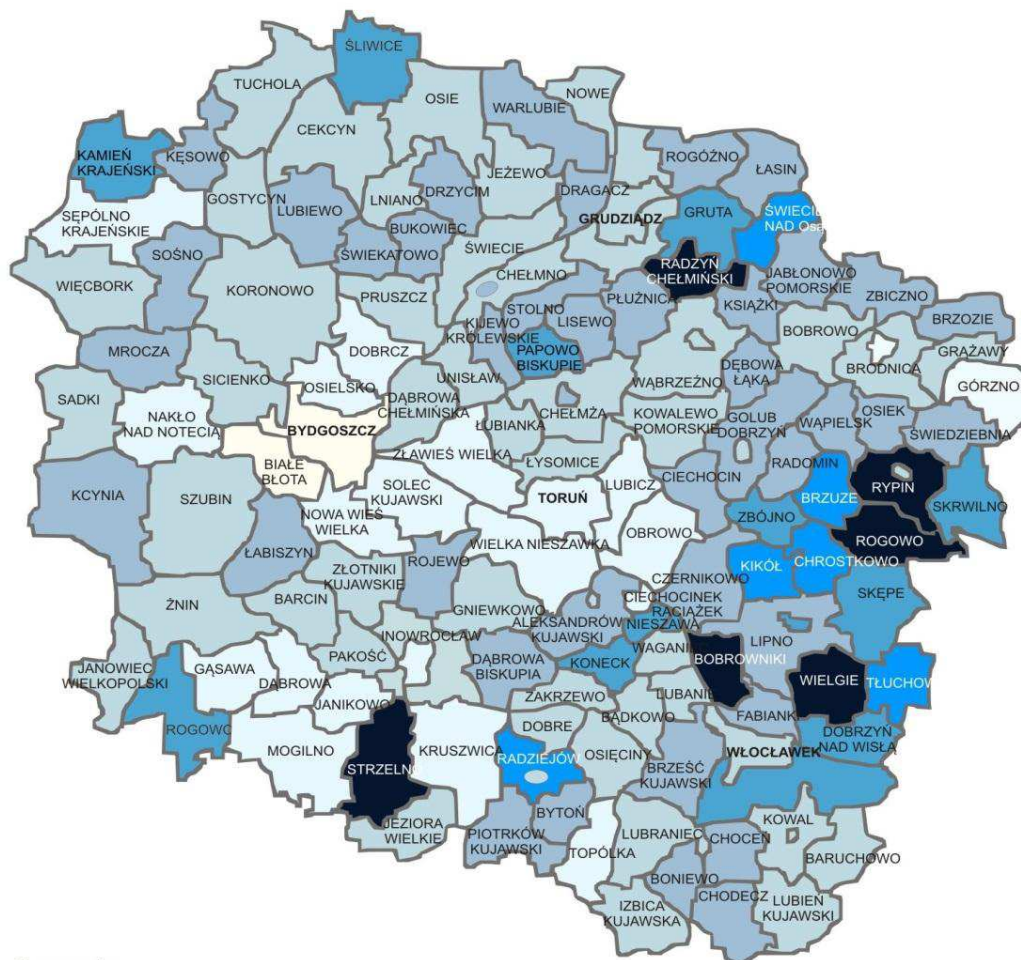 ŚLIWICE
TUCHOLA
OSIE
NOWE
WARLUBIE
CEKCYN
KAMIEŃ
KRAJEŃSKI
KĘSOWO
ROGÓŹNO
ŁASIN
JEŻEWO
DRZYCIM
DRAGACZ
LNIANO
GOSTYCYN
LUBIEWO
SĘPÓLNO
KRAJEŃSKIE
GRUDZIĄDZ
GRUTA
ŚWIECIE
NAD Osą
BUKOWIEC
ŚWIECIE
ŚWIEKATOWO
SOŚNO
RADZYŃ
CHEŁMIŃSKI
CHEŁMNO
WIĘCBORK
KORONOWO
PRUSZCZ
JABŁONOWO
POMORSKIE
ZBICZNO
PŁUŻNICA
KSIĄŻKI
STOLNO
LISEWO
BRZOZIE
KIJEWO
KRÓLEWSKIE
BOBROWO
MROCZA
DOBRCZ
PAPOWO
BISKUPIE
GRĄŻAWY
BRODNICA
SICIENKO
OSIELSKO
UNISŁAW
WĄBRZEŹNO
DĘBOWA
ŁĄKA
GÓRZNO
SADKI
DĄBROWA
CHEŁMIŃSKA
CHEŁMŻA
KOWALEWO
POMORSKIE
GOLUB
DOBRZYŃ
WĄPIELSK
OSIEK
NAKŁO
NAD NOTECIĄ
BYDGOSZCZ
ŁUBIANKA
ŚWIEDZIEBNIA
ZŁAWIEŚ WIELKA
ŁYSOMICE
BIAŁE
BŁOTA
RADOMIN
CIECHOCIN
KCYNIA
SZUBIN
SOLEC
KUJAWSKI
LUBICZ
TORUŃ
BRZUZE
RYPIN
SKRWILNO
NOWA WIEŚ
WIELKA
ZBÓJNO
OBROWO
WIELKA NIESZAWKA
ROGOWO
ŁABISZYN
ROJEWO
KIKÓŁ
CHROSTKOWO
ZŁOTNIKI
KUJAWSKIE
CZERNIKOWO
ŻNIN
BARCIN
CIECHOCINEK
RACIĄŻEK
SKĘPE
GNIEWKOWO
ALEKSANDRÓW
KUJAWSKI
NIESZAWA
INOWROCŁAW
LIPNO
WAGANIE
PAKOŚĆ
JANOWIEC
WIELKOPOLSKI
GĄSAWA
DĄBROWA
DĄBROWA
BISKUPIA
KONECK
BOBROWNIKI
WIELGIE
TŁUCHOW
ZAKRZEWO
LUBANIE
JANIKOWO
FABIANKI
BĄDKOWO
DOBRE
ROGOWO
DOBRZYŃ
NAD WISŁĄ
MOGILNO
KRUSZWICA
RADZIEJÓW
OSIĘCINY
WŁOCŁAWEK
STRZELNO
BRZEŚĆ
KUJAWSKI
BYTOŃ
KOWAL
JEZIORA
WIELKIE
PIOTRKÓW
KUJAWSKI
LUBRANIEC
CHOCEŃ
TOPÓLKA
BARUCHOWO
BONIEWO
CHODECZ
IZBICA
KUJAWSKA
LUBIEŃ
KUJAWSKI